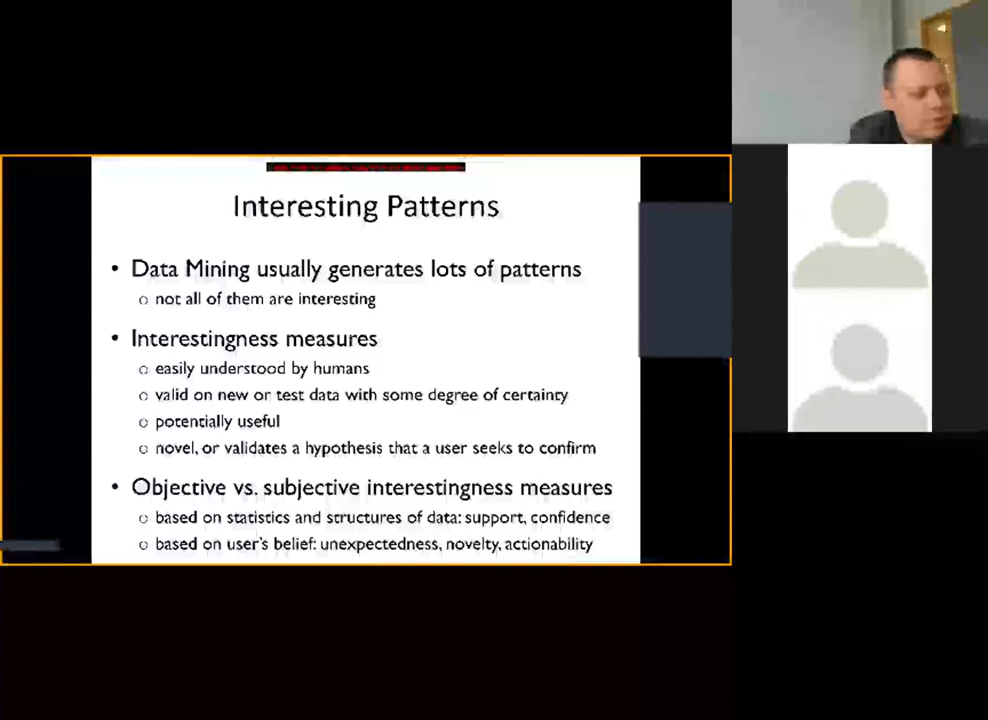 Interesting Patterns
• Data Mining usually generates lots of patterns
o not all of them are interesting
• Interestingness measures
o easily understood by humans
o valid on new or test data with some degree of certainty
o potentially useful
o novel, or validates a hypothesis that a user seeks to confirm
• Objective vs. subjective interestingness measures
o based on statistics and structures of data: support, confidence
o based on user's belief: unexpectedness, novelty, actionability